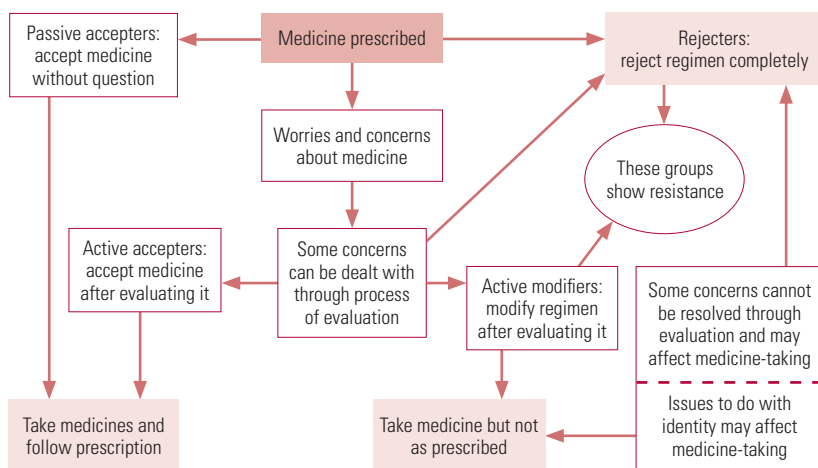 Passive accepters:
accept medicine
without question
Medicine prescribed
Rejecters:
reject regimen completely
Worries and concerns
about medicine
These groups
show resistance
Active accepters:
accept medicine
after evaluating it
Some concerns
can be dealt with
through process
of evaluation
Active modifiers:
modify regimen
after evaluating it
Some concerns cannot
be resolved through
evaluation and may
affect medicine-taking
Take medicines and
follow prescription
Take medicine but not
as prescribed
Issues to do with
identity may affect
medicine-taking